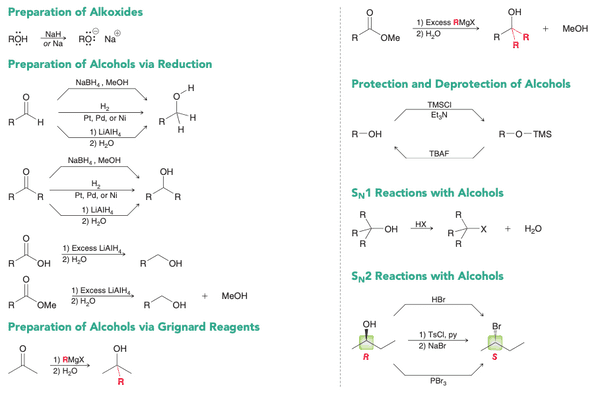 Preparation of Alkoxides
ROH NaH or Na RO ⊖ Na ⊕
Preparation of Alcohols via Reduction
NaBH4 , MeOH
O R H
H2
Pt, Pd, or Ni
1) LiAlH4
2) H2O
O H R H H
NaBH4 , MeOH
O R R
H2
Pt, Pd, or Ni
1) LiAlH4
2) H2O
OH R R
O R OH
1) Excess LiAlH4
2) H2O
R OH
O R OMe
1) Excess LiAlH4
2) H2O
R OH + MeOH
Preparation of Alcohols via Grignard Reagents
O
1) RMgX
2) H2O
OH R
O R OMe
1) Excess RMgX
2) H2O
OH R R R + MeOH
Protection and Deprotection of Alcohols
TMSCl
Et3N
R—OH R—O—TMS
TBAF
SN1 Reactions with Alcohols
R R R OH HX R R R X + H2O
SN2 Reactions with Alcohols
HBr
OH R
1) TsCl, py
2) NaBr
Br S
PBr3